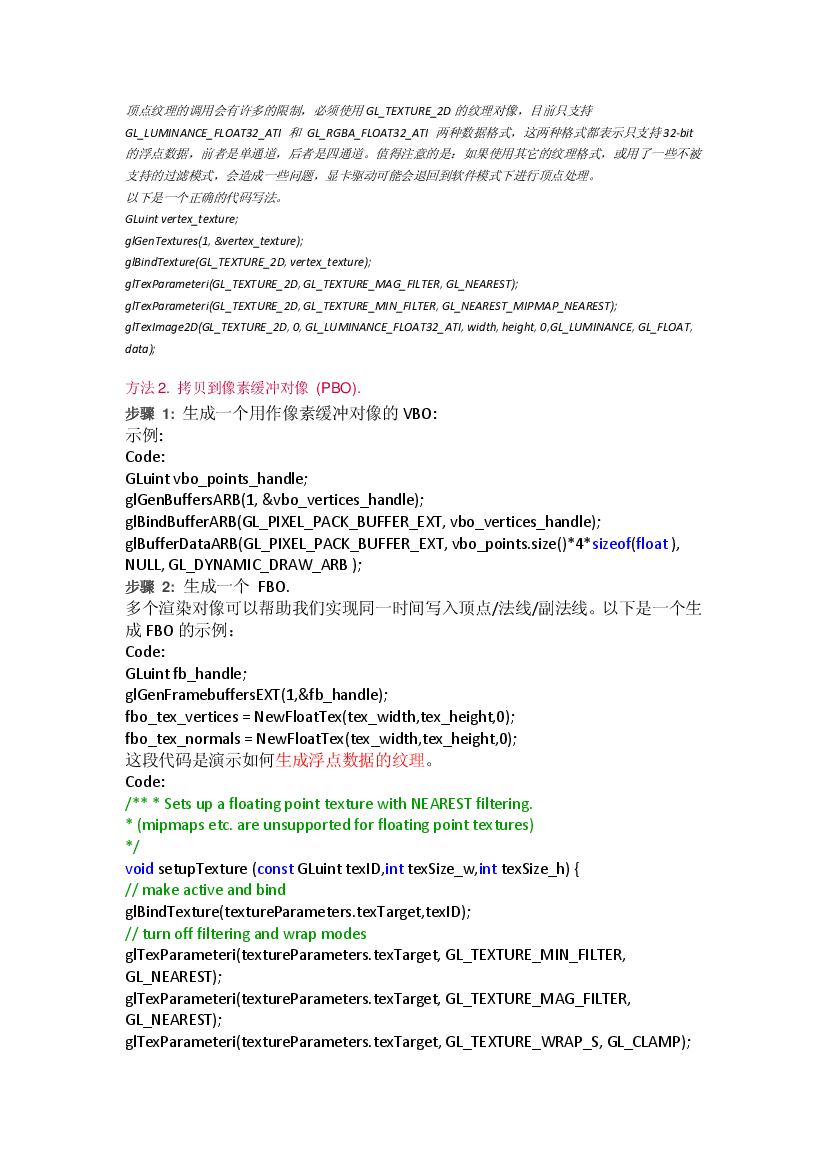 顶点纹理的调用会有许多的限制，必须使用 GL_TEXTURE_2D 的纹理对像，目前只支持
GL_LUMINANCE_FLOAT32_ATI 和 GL_RGBA_FLOAT32_ATI 两种数据格式，这两种格式都表示只支持 32-bit
的浮点数据，前者是单通道，后者是四通道。值得注意的是：如果使用其它的纹理格式，或用了一些不被
支持的过滤模式，会造成一些问题，显卡驱动可能会退回到软件模式下进行顶点处理。
以下是一个正确的代码写法。
GLuint vertex_texture;
glGenTextures(1, &vertex_texture);
glBindTexture(GL_TEXTURE_2D, vertex_texture);
glTexParameteri(GL_TEXTURE_2D, GL_TEXTURE_MAG_FILTER, GL_NEAREST);
glTexParameteri(GL_TEXTURE_2D, GL_TEXTURE_MIN_FILTER, GL_NEAREST_MIPMAP_NEAREST);
glTexImage2D(GL_TEXTURE_2D, 0, GL_LUMINANCE_FLOAT32_ATI, width, height, 0,GL_LUMINANCE, GL_FLOAT,
data);
方法 2. 拷贝到像素缓冲对像 (PBO).
步骤 1: 生成一个用作像素缓冲对像的 VBO:
示例:
Code:
GLuint vbo_points_handle;
glGenBuffersARB(1, &vbo_vertices_handle);
glBindBufferARB(GL_PIXEL_PACK_BUFFER_EXT, vbo_vertices_handle);
glBufferDataARB(GL_PIXEL_PACK_BUFFER_EXT, vbo_points.size()*4*sizeof(float ),
NULL, GL_DYNAMIC_DRAW_ARB );
步骤 2: 生成一个 FBO.
多个渲染对像可以帮助我们实现同一时间写入顶点/法线/副法线。以下是一个生
成 FBO 的示例：
Code:
GLuint fb_handle;
glGenFramebuffersEXT(1,&fb_handle);
fbo_tex_vertices = NewFloatTex(tex_width,tex_height,0);
fbo_tex_normals = NewFloatTex(tex_width,tex_height,0);
这段代码是演示如何生成浮点数据的纹理。
Code:
/** * Sets up a floating point texture with NEAREST filtering.
* (mipmaps etc. are unsupported for floating point textures)
*/
void setupTexture (const GLuint texID,int texSize_w,int texSize_h) {
// make active and bind
glBindTexture(textureParameters.texTarget,texID);
// turn off filtering and wrap modes
glTexParameteri(textureParameters.texTarget, GL_TEXTURE_MIN_FILTER,
GL_NEAREST);
glTexParameteri(textureParameters.texTarget, GL_TEXTURE_MAG_FILTER,
GL_NEAREST);
glTexParameteri(textureParameters.texTarget, GL_TEXTURE_WRAP_S, GL_CLAMP);